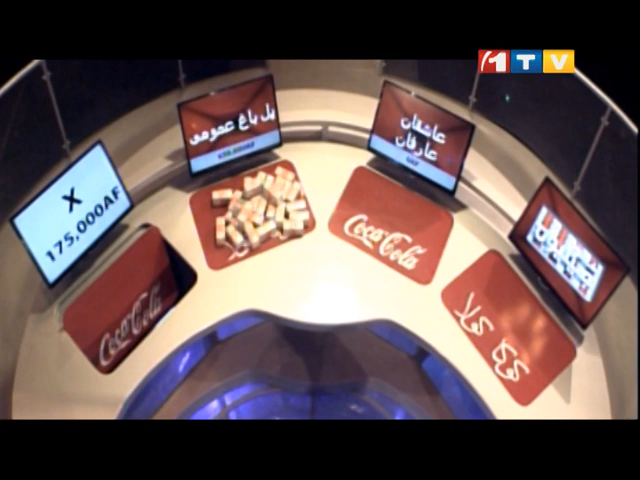 1TV
X
175,000AF
پل باغ عمومی
عاشقان
عارفان
Coca-Cola
Coca-Cola
کوکا کولا